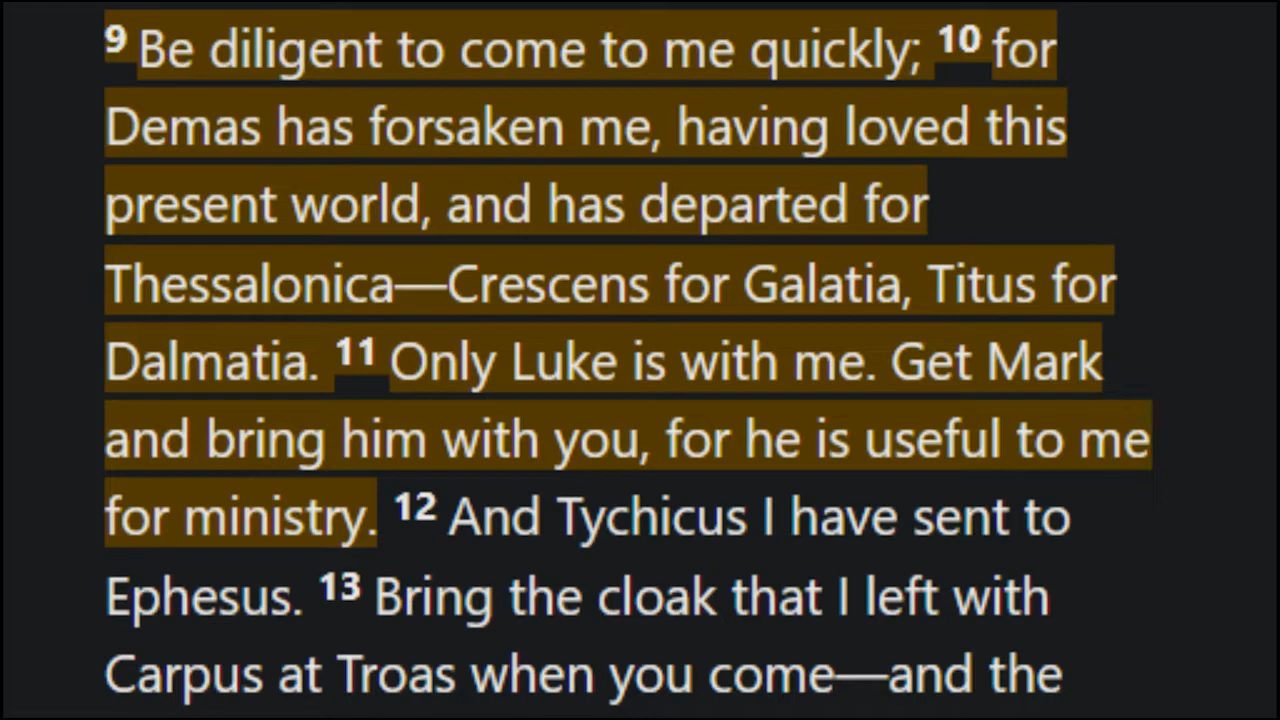 9 Be diligent to come to me quickly; 10 for
Demas has forsaken me, having loved this
present world, and has departed for
Thessalonica—Crescens for Galatia, Titus for
Dalmatia. 11 Only Luke is with me. Get Mark
and bring him with you, for he is useful to me
for ministry. 12 And Tychicus I have sent to
Ephesus. 13 Bring the cloak that I left with
Carpus at Troas when you come—and the